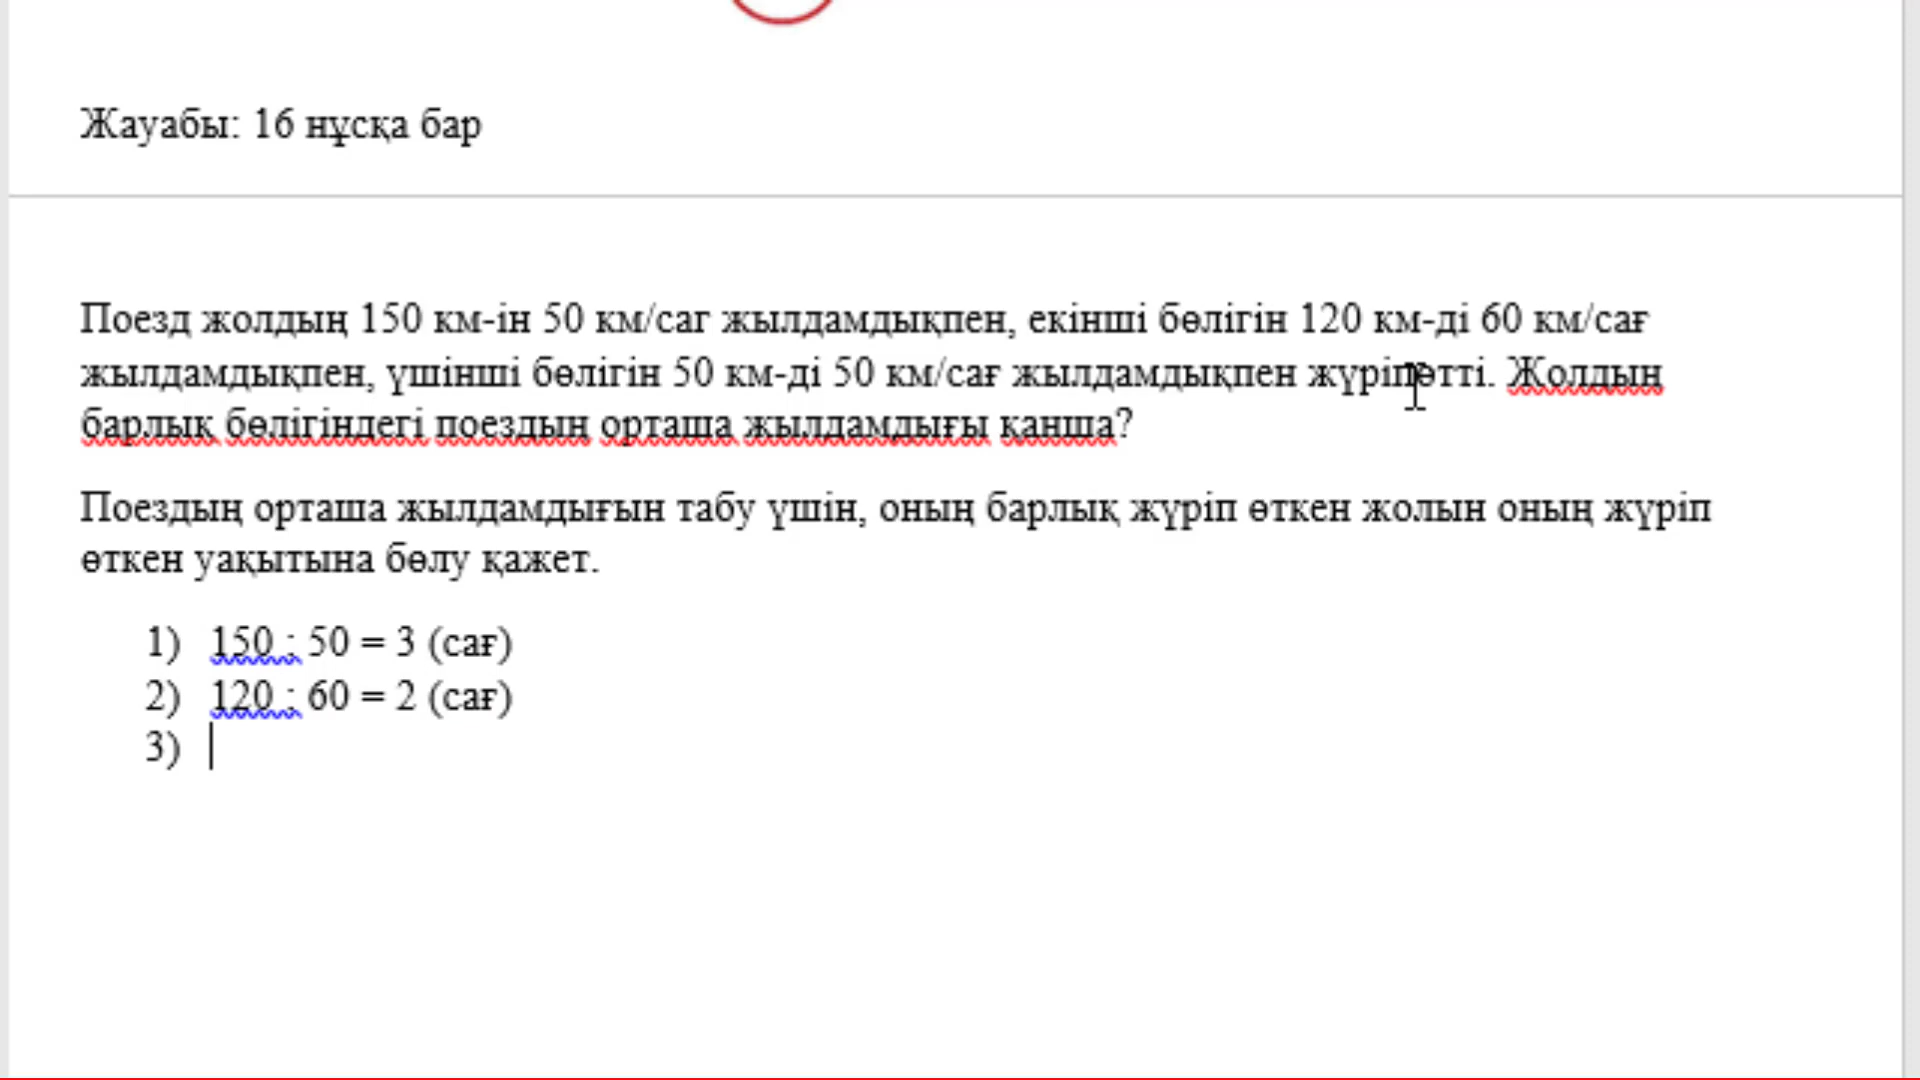 Жауабы: 16 нұсқа бар
Поезд жолдың 150 км-ін 50 км/саг жылдамдықпен, екінші бөлігін 120 км-ді 60 км/сағ
жылдамдықпен, үшінші бөлігін 50 км-ді 50 км/сағ жылдамдықпен жүріп өтті. Жолдың
барлық бөлігіндегі поездың орташа жылдамдығы қанша?
Поездың орташа жылдамдығын табу үшін, оның барлық жүріп өткен жолын оның жүріп
өткен уақытына бөлу қажет.
1) 150 : 50 = 3 (сағ)
2) 120 : 60 = 2 (сағ)
3)